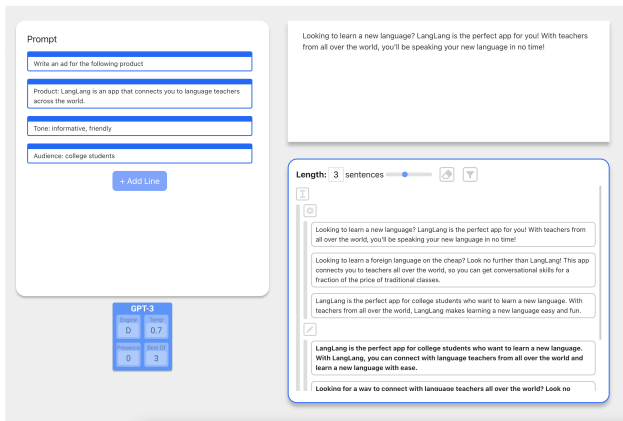 Prompt
Write an ad for the following product
Product: LangLang is an app that connects you to language teachers
across the world.
Tone: informative, friendly
Audience: college students
+ Add Line
GPT-3
Engine
Temp.
D
0.7
Presence
Best Of
0
3
Looking to learn a new language? LangLang is the perfect app for you! With teachers
from all over the world, you'll be speaking your new language in no time!
Length: 3 sentences
Looking to learn a new language? LangLang is the perfect app for you! With teachers from
all over the world, you'll be speaking your new language in no time!
Looking to learn a foreign language on the cheap? Look no further than LangLang! This app
connects you to teachers all over the world, so you can get conversational skills for a
fraction of the price of traditional classes.
LangLang is the perfect app for college students who want to learn a new language. With
teachers from all over the world, LangLang makes learning a new language easy and fun.
LangLang is the perfect app for college students who want to learn a new language.
With LangLang, you can connect with language teachers from all over the world and
learn a new language with ease.
Looking for a way to connect with language teachers all over the world? Look no